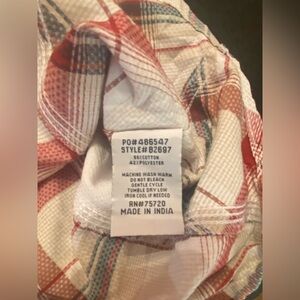 PO#486547
STYLE#B2697
58%COTTON
42%POLYESTER
MACHINE WASH WARM
DO NOT BLEACH
GENTLE CYCLE
TUMBLE DRY LOW
IRON COOL IF NEEDED
RN#75720
MADE IN INDIA